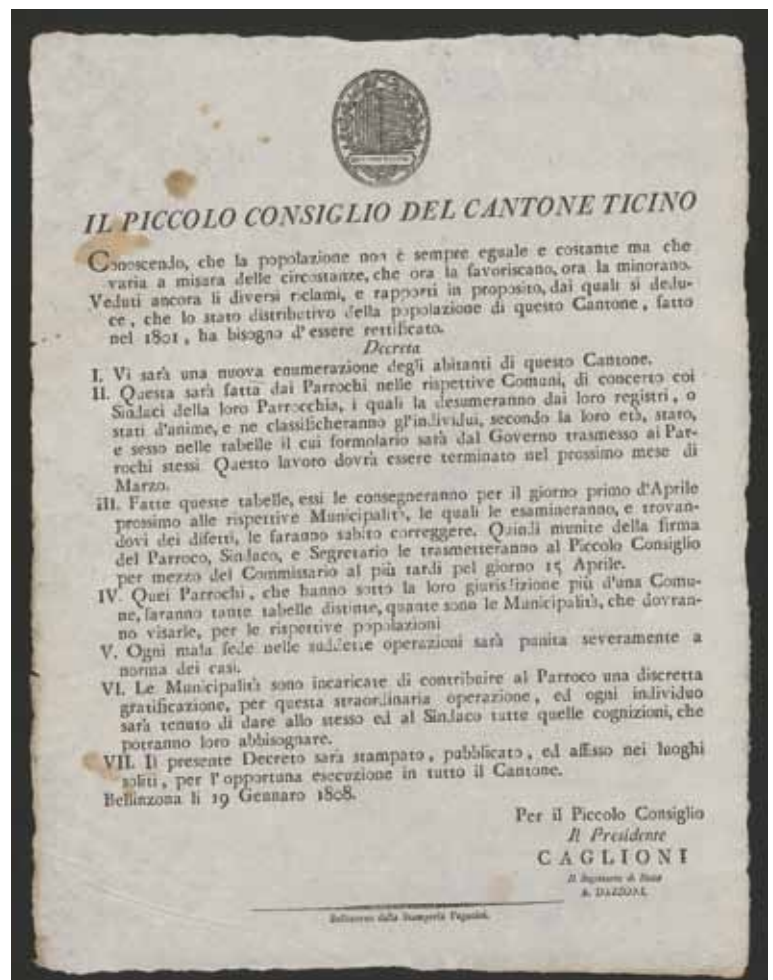 IL PICCOLO CONSIGLIO DEL CANTONE TICINO
Conoscendo, che la popolazione non è sempre eguale e costante ma che
varia a misura delle circostanze, che ora la favoriscano, ora la minorano.
Veduti ancora li diversi reclami, e rapporti in proposito, dai quali si dedu-
ce, che lo stato distributivo della popolazione di questo Cantone, fatto
nel 1801, ha bisogno d'essere rettificato.
Decreta
I. Vi sarà una nuova enumerazione degli abitanti di questo Cantone.
II. Questa sarà fatta dai Parrochi nelle rispettive Comuni, di concerto coi
Sindaci della loro Parrocchia, i quali la desumeranno dai loro registri, o
stati d'anime, e ne classificheranno gl'individui, secondo la loro età, stato,
e sesso nelle tabelle il cui formolario sarà dal Governo trasmesso ai Par-
rochi stessi Questo lavoro dovrà essere terminato nel prossimo mese di
Marzo.
III. Fatte queste tabelle, essi le consegneranno per il giorno primo d'Aprile
prossimo alle rispettive Municipalità, le quali le esamineranno, e trovan-
dovi dei difetti, le faranno subito correggere. Quindi munite della firma
del Parroco, Sindaco, e Segretario le trasmetteranno al Piccolo Consiglio
per mezzo del Commissario al più tardi pel giorno 15 Aprile.
IV. Quei Parrochi, che hanno sotto la loro giurisdizione più d'una Comu-
ne, faranno tante tabelle distinte, quante sono le Municipalità, che dovran-
no visarle, per le rispettive popolazioni
V. Ogni mala fede nelle suddette operazioni sarà punita severamente a
norma dei casi.
VI. Le Municipalità sono incaricate di contribuire al Parroco una discretta
gratificazione, per questa straordinaria operazione, ed ogni individuo
sarà tenuto di dare allo stesso ed al Sindaco tutte quelle cognizioni, che
potranno loro abbisognare.
VII. Il presente Decreto sarà stampato, pubblicato, ed affisso nei luoghi
soliti, per l'opportuna esecuzione in tutto il Cantone.
Bellinzona li 19 Gennaro 1808.
Per il Piccolo Consiglio
Il Presidente
CAGLIONI
Il Segretario di Stato
A. DAZZONI.
Bellinzona dalla Stamperia Pagani.